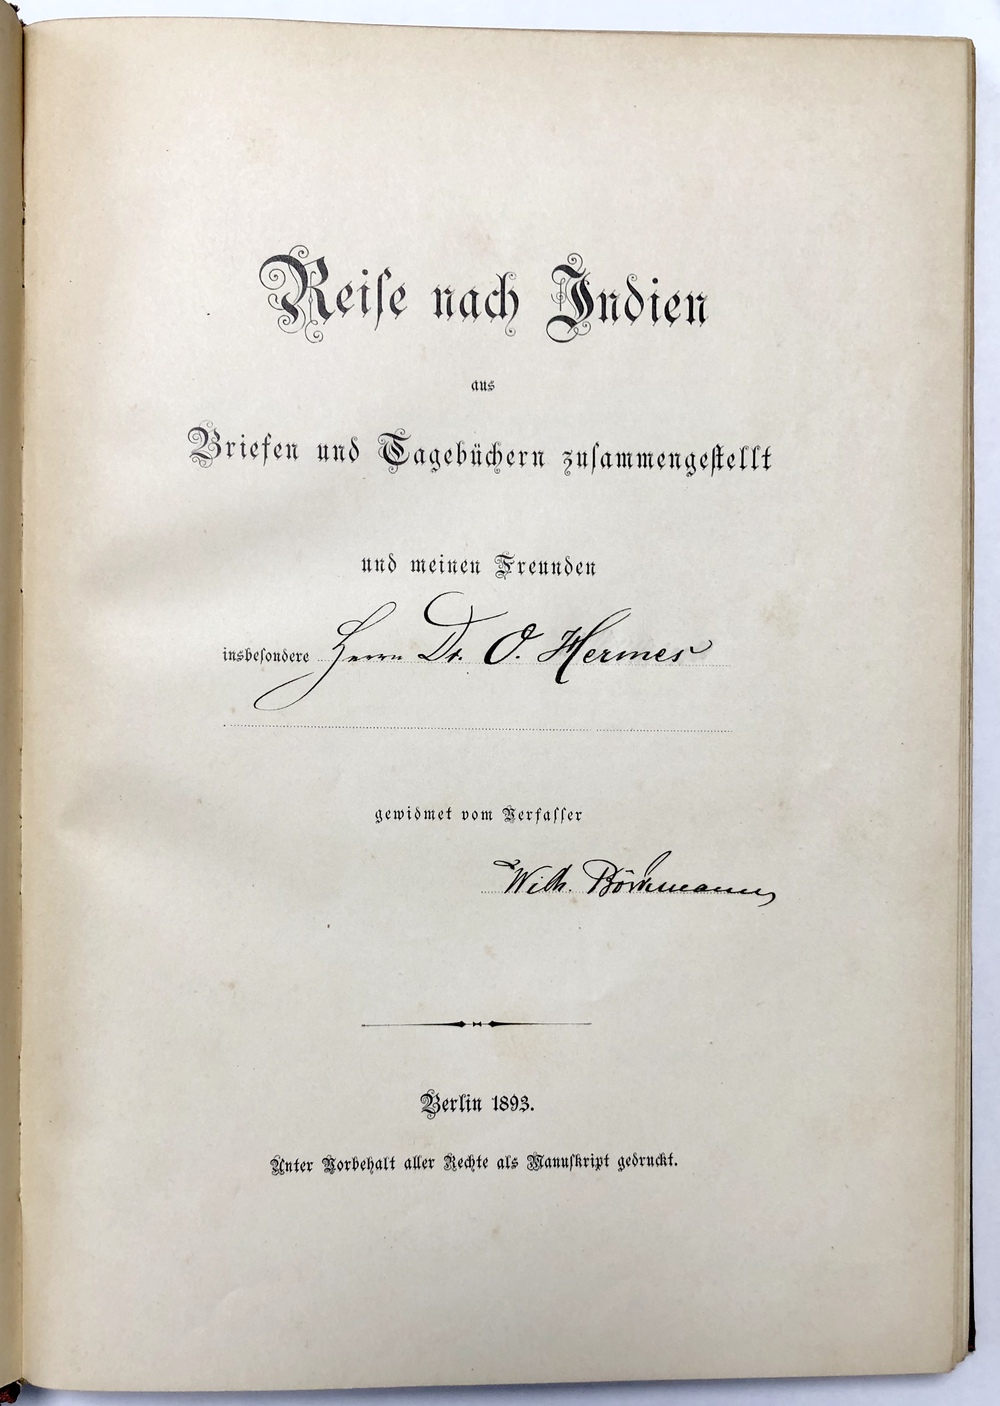 Reise nach Indien
aus
Briefen und Tagebüchern zusammengestellt
und meinen Freunden
insbesondere Herrn Dr. O. Hermes
gewidmet vom Verfasser
Wilh. Böckmann
Berlin 1893.
Unter Vorbehalt aller Rechte als Manuskript gedruckt.